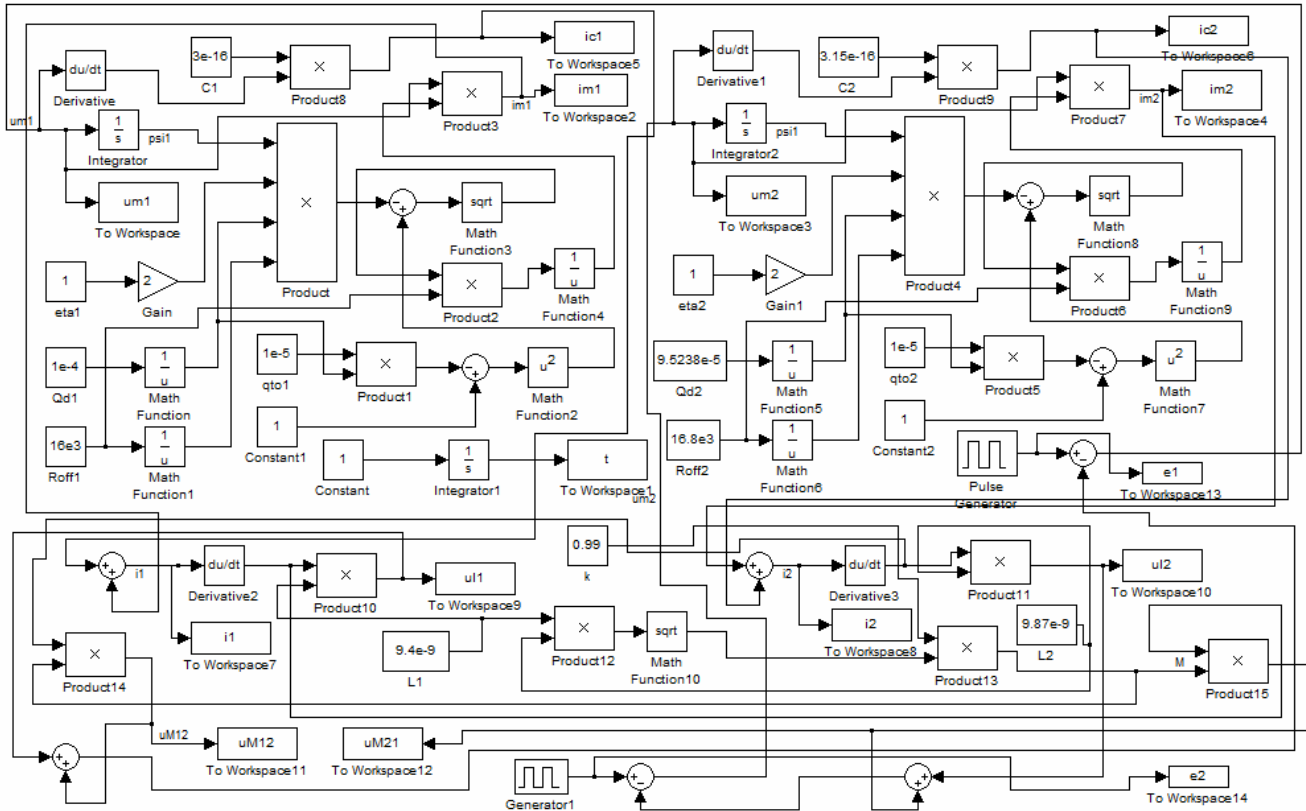 du/dt
Derivative
3e-16
C1
×
Product8
ic1
To Workspace5
×
Product3
im1
im1
To Workspace2
um1
1
s
Integrator
psi1
um1
To Workspace
×
Product
- +
sqrt
Math
Function3
1
eta1
2
Gain
×
Product2
1
u
Math
Function4
1e-4
Qd1
1
u
Math
Function
1e-5
qto1
×
Product1
- +
u2
Math
Function2
16e3
Roff1
1
u
Math
Function1
1
Constant1
1
Constant
1
s
Integrator1
t
To Workspace1
um2
du/dt
Derivative1
3.15e-16
C2
×
Product9
ic2
To Workspace6
×
Product7
im2
im2
To Workspace4
1
s
Integrator2
psi1
um2
To Workspace3
×
Product4
- +
sqrt
Math
Function8
1
eta2
2
Gain1
×
Product6
1
u
Math
Function9
9.5238e-5
Qd2
1
u
Math
Function5
1e-5
qto2
×
Product5
- +
u2
Math
Function7
16.8e3
Roff2
1
u
Math
Function6
1
Constant2
Pulse
Generator
+ -
e1
To Workspace13
+ +
i1
du/dt
Derivative2
×
Product10
ul1
To Workspace9
0.99
k
+ +
i2
du/dt
Derivative3
×
Product11
ul2
To Workspace10
×
Product14
i1
To Workspace7
9.4e-9
L1
×
Product12
sqrt
Math
Function10
i2
To Workspace8
×
Product13
9.87e-9
L2
M
×
Product15
+ +
uM12
uM12
To Workspace11
uM21
To Workspace12
Generator1
+ -
+ +
e2
To Workspace14